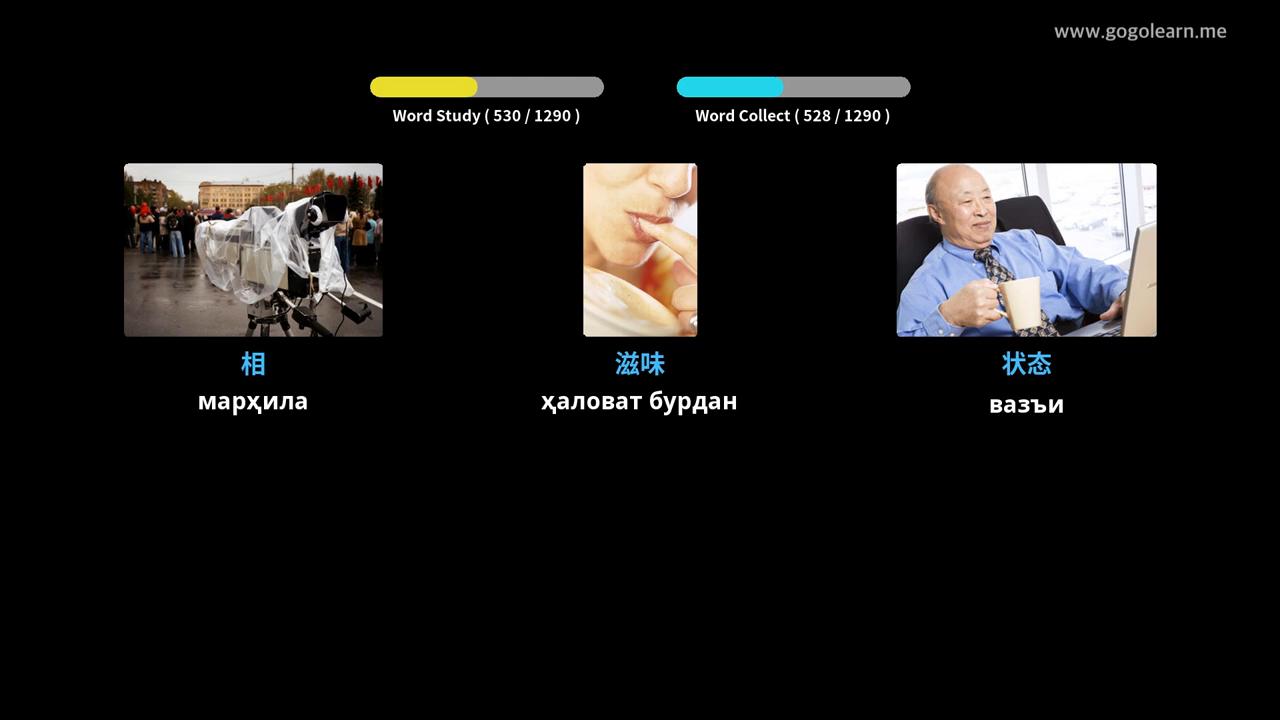 www.gogolearn.me
Word Study ( 530 / 1290 )
Word Collect ( 528 / 1290 )
相
марҳила
滋味
ҳаловат бурдан
状态
вазъи